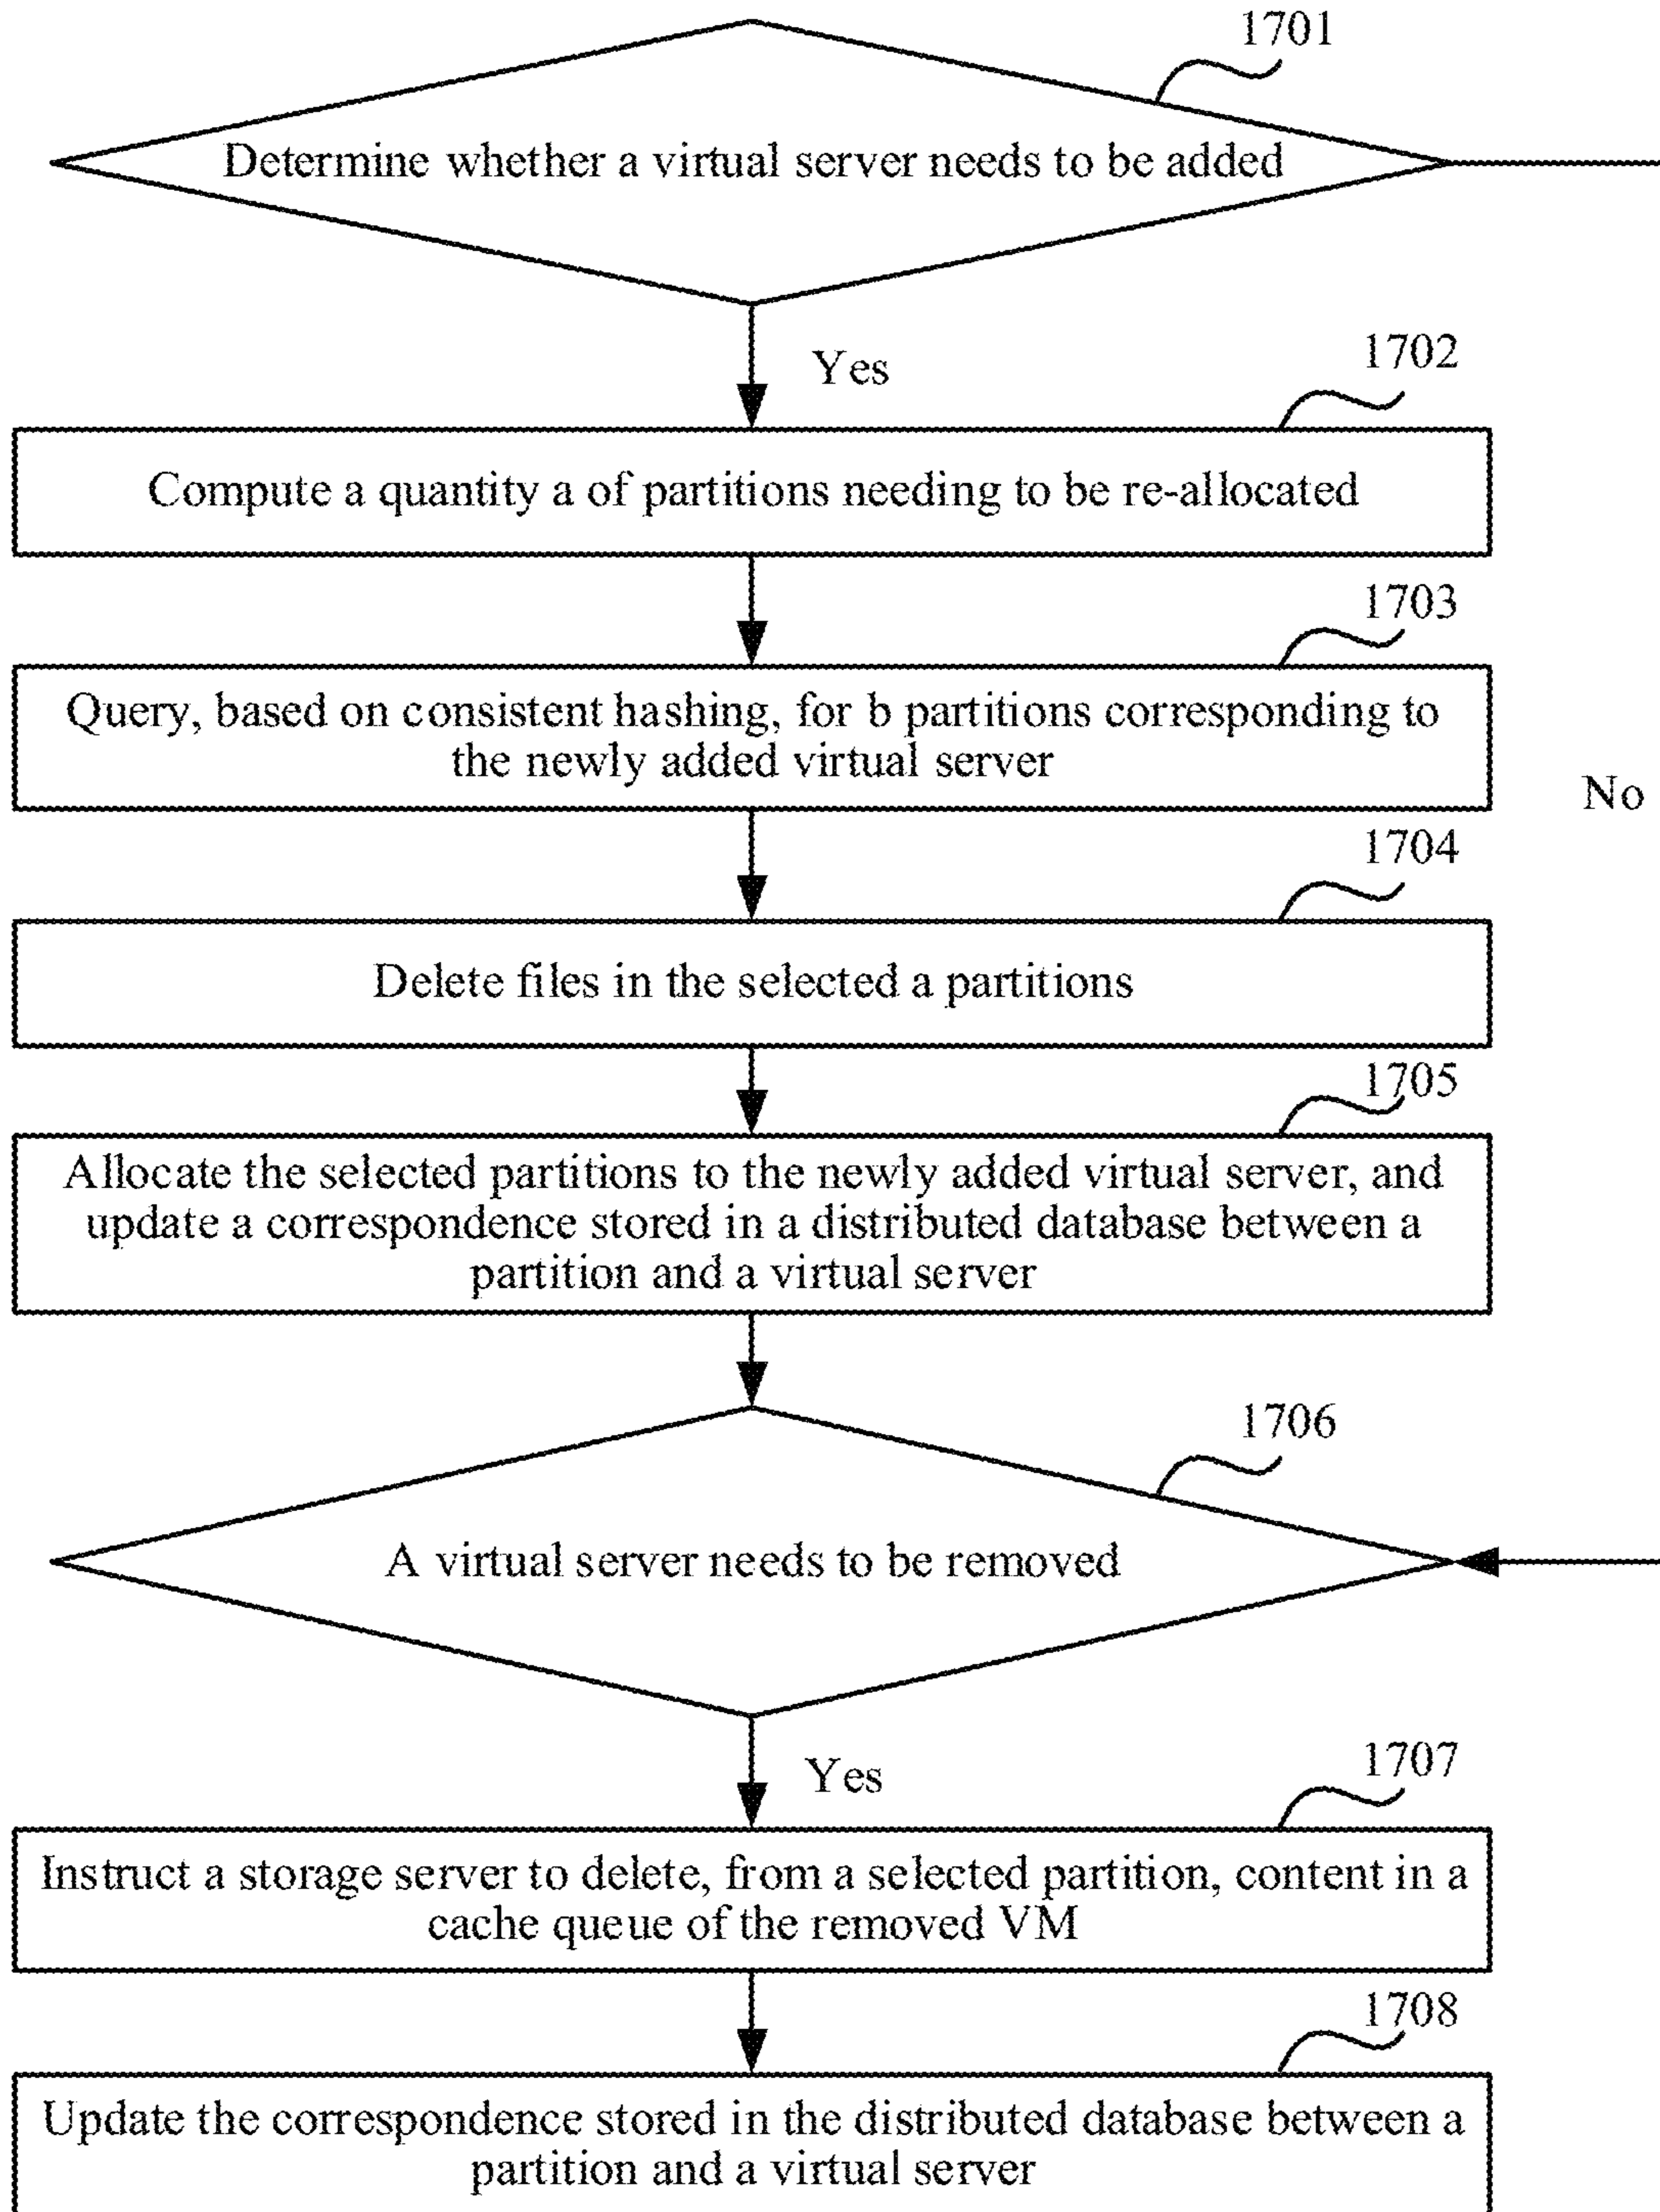 1701
Determine whether a virtual server needs to be added
Yes
1702
Compute a quantity a of partitions needing to be re-allocated
1703
Query, based on consistent hashing, for b partitions corresponding to
the newly added virtual server
No
1704
Delete files in the selected a partitions
1705
Allocate the selected partitions to the newly added virtual server, and
update a correspondence stored in a distributed database between a
partition and a virtual server
1706
A virtual server needs to be removed
Yes
1707
Instruct a storage server to delete, from a selected partition, content in a
cache queue of the removed VM
1708
Update the correspondence stored in the distributed database between a
partition and a virtual server